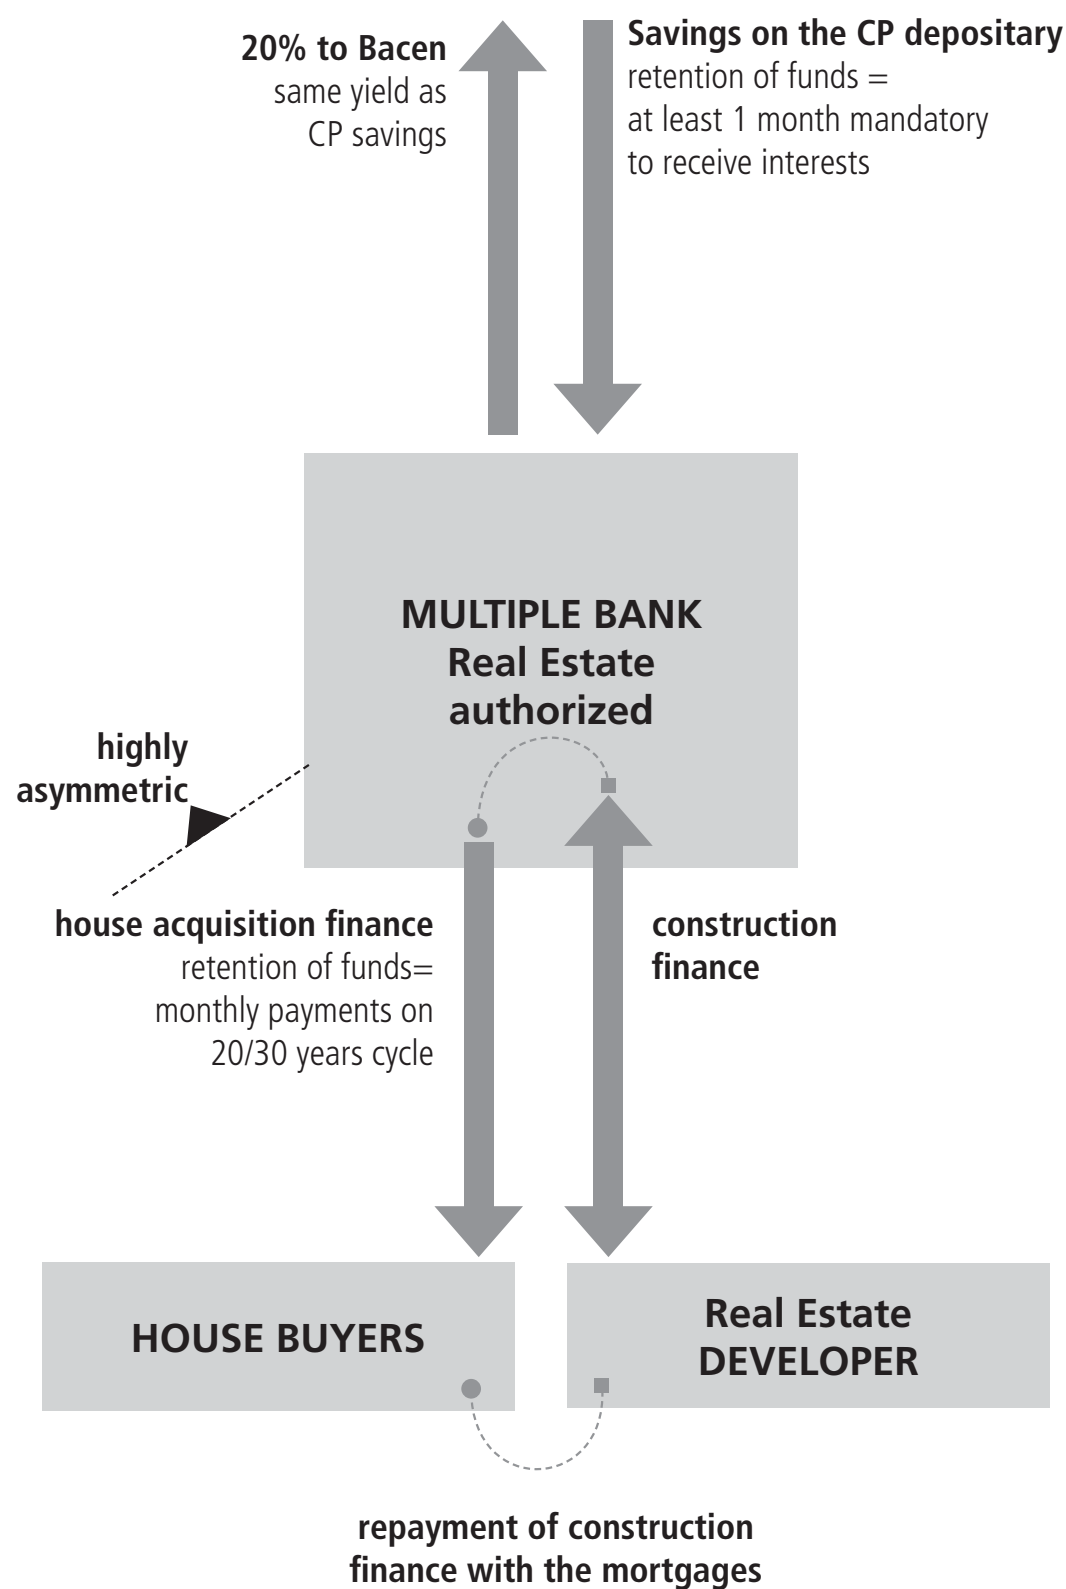 20% to Bacen
same yield as
CP savings
Savings on the CP depositary
retention of funds =
at least 1 month mandatory
to receive interests
MULTIPLE BANK
Real Estate
authorized
highly
asymmetric
house acquisition finance
retention of funds=
monthly payments on
20/30 years cycle
construction
finance
HOUSE BUYERS
Real Estate
DEVELOPER
repayment of construction
finance with the mortgages